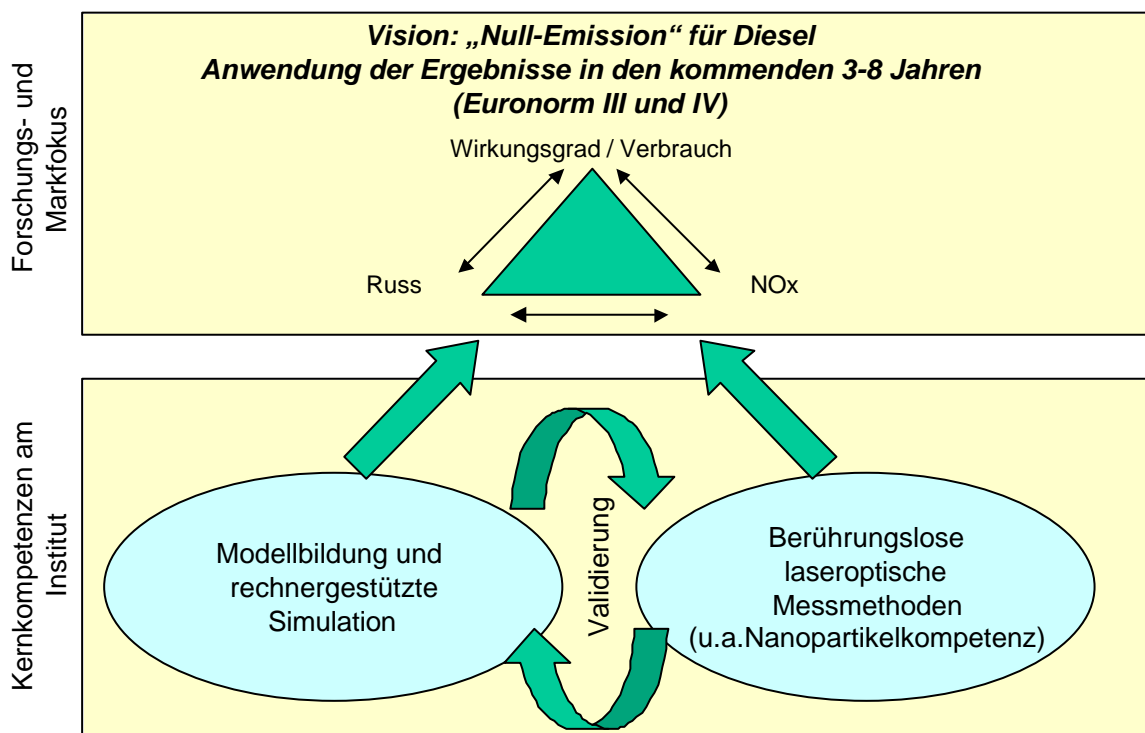 Vision: „Null-Emission“ für Diesel
Anwendung der Ergebnisse in den kommenden 3-8 Jahren
(Euronorm III und IV)
Forschungs- und
Markfokus
Wirkungsgrad / Verbrauch
Russ
NOx
Kernkompetenzen am
Institut
Modellbildung und
rechnergestützte
Simulation
Validierung
Berührungslose
laseroptische
Messmethoden
(u.a.Nanopartikelkompetenz)